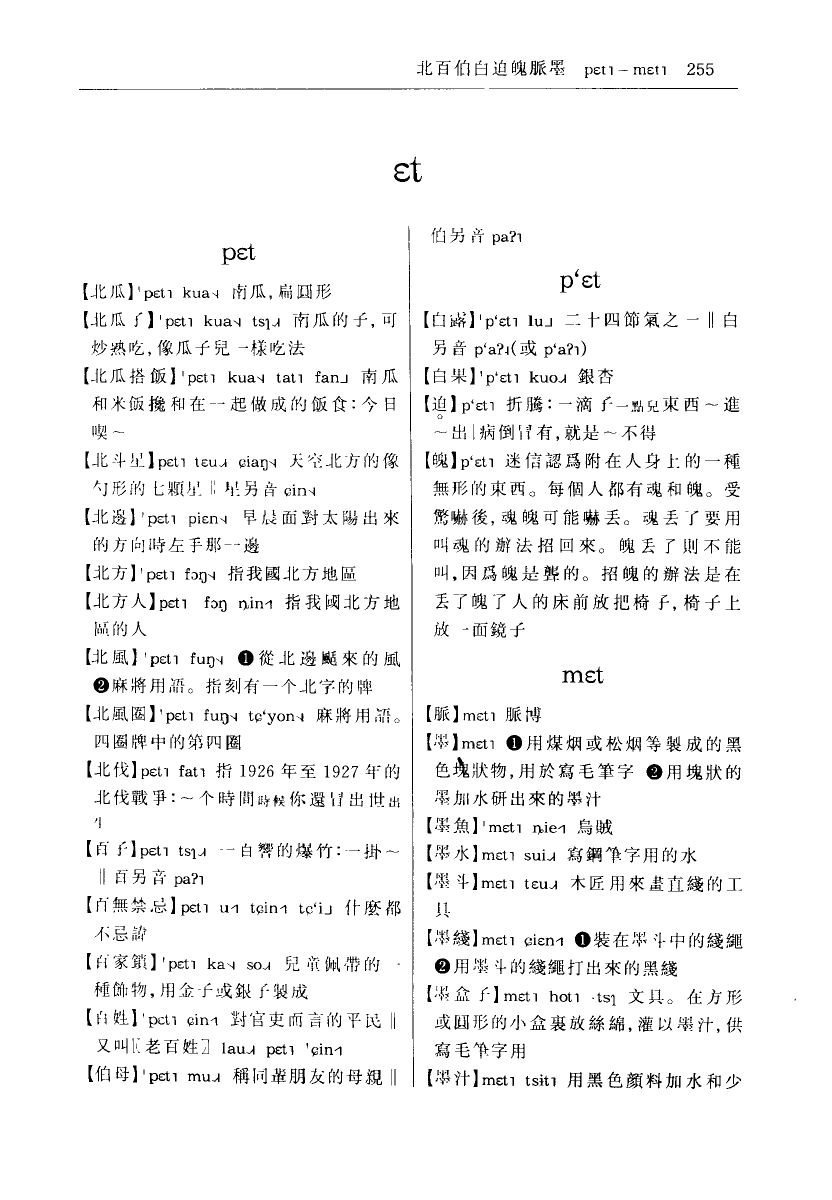 北百伯白迫魄脈墨 pɛt˥－mɛt˥ 255
ɛt
pɛt
【北瓜】ˈpɛt˥ kua˧˩ 南瓜,扁圓形
【北瓜子】ˈpɛt˥ kua˧˩ tsɿ˨˩˧ 南瓜的子,可
炒熟吃,像瓜子兒一樣吃法
【北瓜搭飯】ˈpɛt˥ kua˧˩ tat˥ fan˩ 南瓜
和米飯攙和在一起做成的飯食:今日
喫～
【北斗星】pɛt˥ tɛu˨˩˧ ɕiaŋ˧˩ 天空北方的像
勺形的七顆星‖星另音 ɕin˧˩
【北邊】ˈpɛt˥ piɛn˧˩ 早晨面對太陽出來
的方向時左手那一邊
【北方】ˈpɛt˥ fɔŋ˧˩ 指我國北方地區
【北方人】pɛt˥ fɔŋ ȵin˧˥ 指我國北方地
區的人
【北風】ˈpɛt˥ fuŋ˧˩ ❶從北邊颳來的風
❷麻將用語。指刻有一个北字的牌
【北風圈】ˈpɛt˥ fuŋ˧˩ tɕ‘yon˧˩ 麻將用語。
四圈牌中的第四圈
【北伐】pɛt˥ fat˥ 指 1926 年至 1927 年的
北伐戰爭:～个時間時候你還冒出世出
生
【百子】pɛt˥ tsɿ˨˩˧ 一百響的爆竹:一掛～
‖百另音 paʔ˥
【百無禁忌】pɛt˥ u˧˥ tɕin˧˥ tɕ‘i˩ 什麼都
不忌諱
【百家鎖】ˈpɛt˥ ka˧˩ so˨˩˧ 兒童佩帶的一
種飾物,用金子或銀子製成
【百姓】ˈpɛt˥ ɕin˧˥ 對官吏而言的平民‖
又叫〖老百姓〗lau˨˩˧ pɛt˥ ˈɕin˧˥
【伯母】ˈpɛt˥ mu˨˩˧ 稱同輩朋友的母親‖
伯另音 paʔ˥
p‘ɛt
【白露】ˈp‘ɛt˥ lu˩ 二十四節氣之一‖白
另音 p‘aʔ˨(或 p‘aʔ˥)
【白果】ˈp‘ɛt˥ kuo˨˩˧ 銀杏
【迫】p‘ɛt˥ 折騰:一滴子一點兒東西～進
～出|病倒冒有,就是～不得
【魄】p‘ɛt˥ 迷信認爲附在人身上的一種
無形的東西。每個人都有魂和魄。受
驚嚇後,魂魄可能嚇丢。魂丢了要用
叫魂的辦法招回來。魄丢了則不能
叫,因爲魄是聾的。招魄的辦法是在
丢了魄了人的床前放把椅子,椅子上
放一面鏡子
mɛt
【脈】mɛt˥ 脈搏
【墨】mɛt˥ ❶用煤烟或松烟等製成的黑
色塊狀物,用於寫毛筆字 ❷用塊狀的
墨加水研出來的墨汁
【墨魚】ˈmɛt˥ ȵie˧˥ 烏賊
【墨水】mɛt˥ sui˨˩˧ 寫鋼筆字用的水
【墨斗】mɛt˥ tɛu˨˩˧ 木匠用來畫直綫的工
具
【墨綫】mɛt˥ ɕiɛn˧˥ ❶裝在墨斗中的綫繩
❷用墨斗的綫繩打出來的黑綫
【墨盒子】mɛt˥ hot˥ ·tsɿ 文具。在方形
或圓形的小盒裏放絲綿,灌以墨汁,供
寫毛筆字用
【墨汁】mɛt˥ tsit˥ 用黑色顔料加水和少